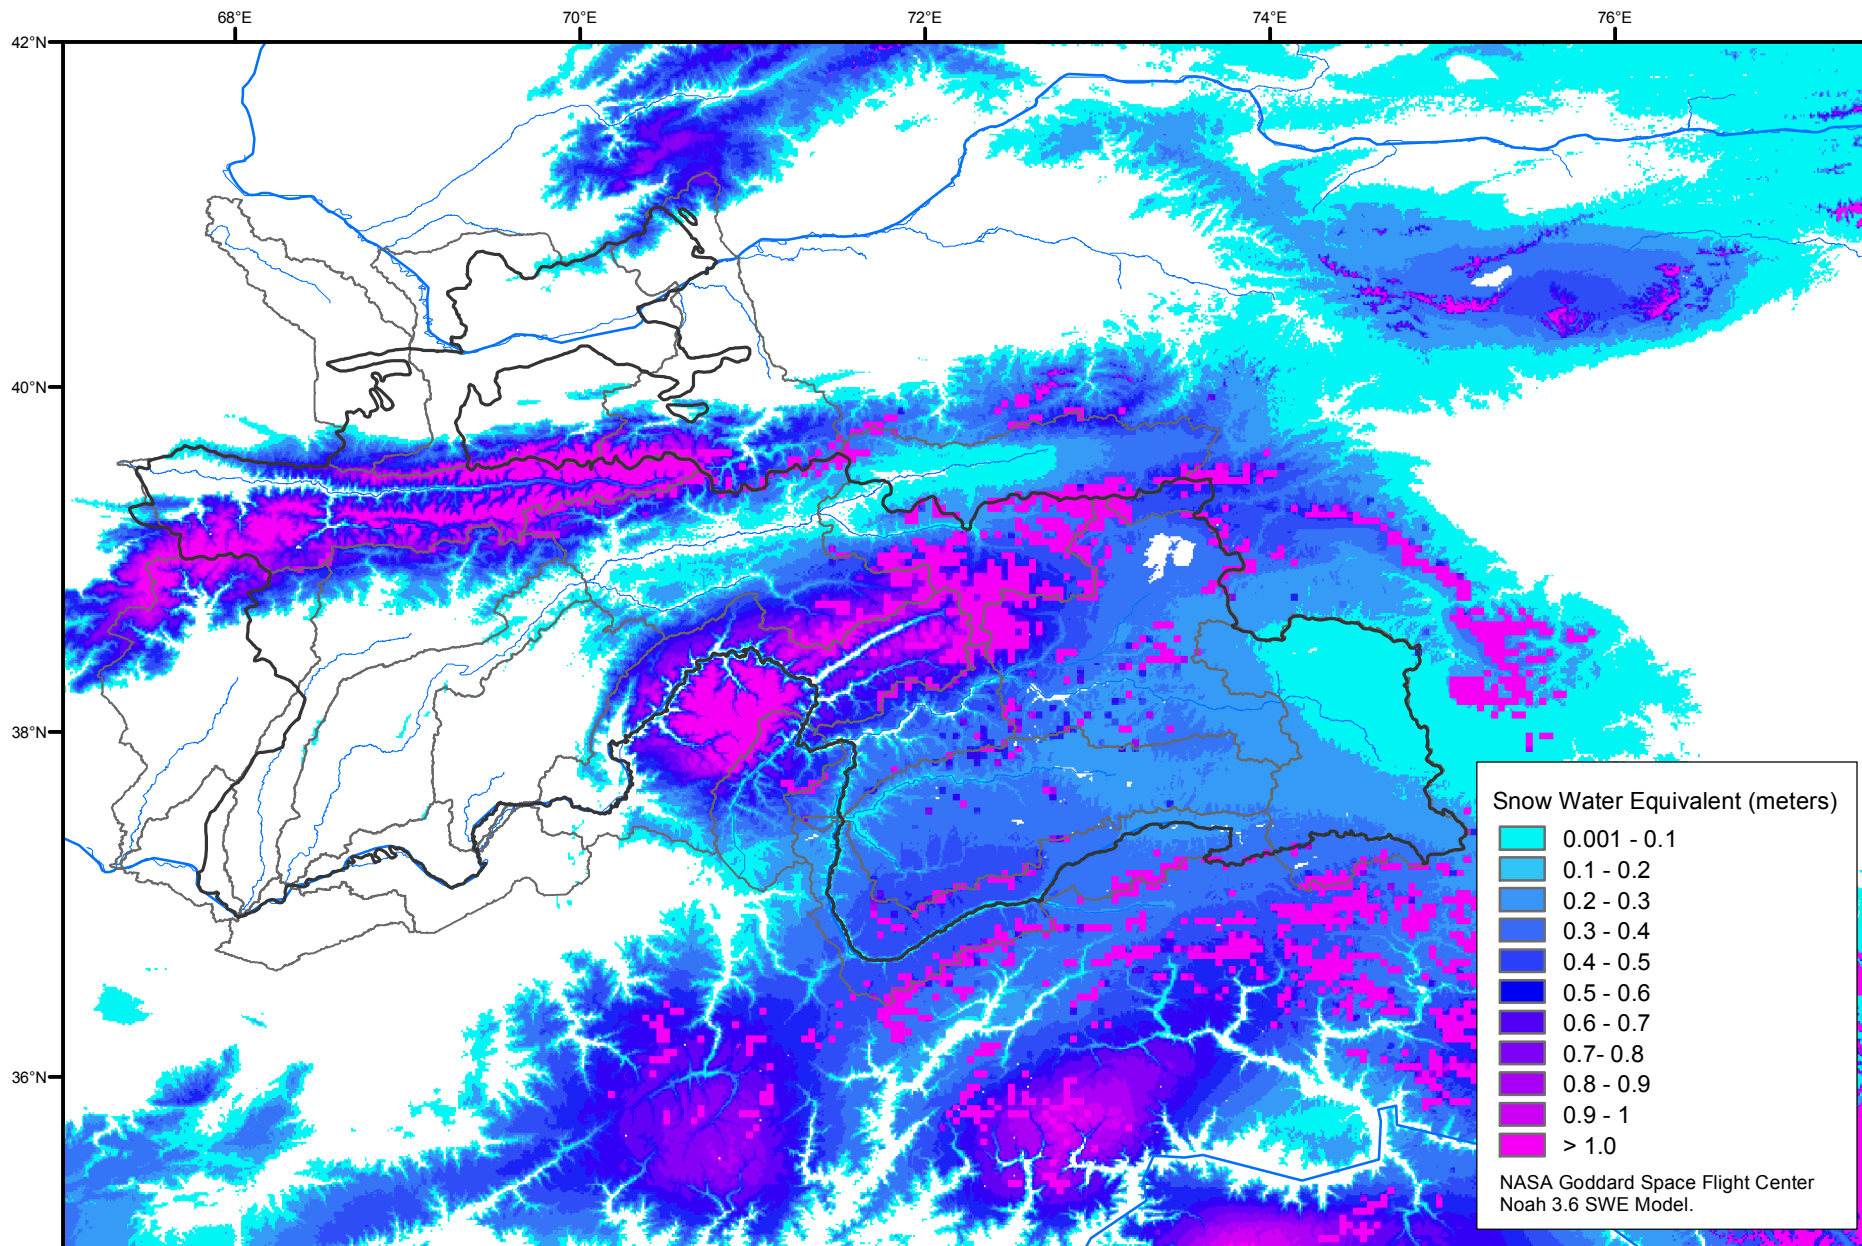 68°E 70°E 72°E 74°E 76°E
42°N
40°N
38°N
36°N
Snow Water Equivalent (meters)
0.001 - 0.1
0.1 - 0.2
0.2 - 0.3
0.3 - 0.4
0.4 - 0.5
0.5 - 0.6
0.6 - 0.7
0.7- 0.8
0.8 - 0.9
0.9 - 1
> 1.0
NASA Goddard Space Flight Center
Noah 3.6 SWE Model.